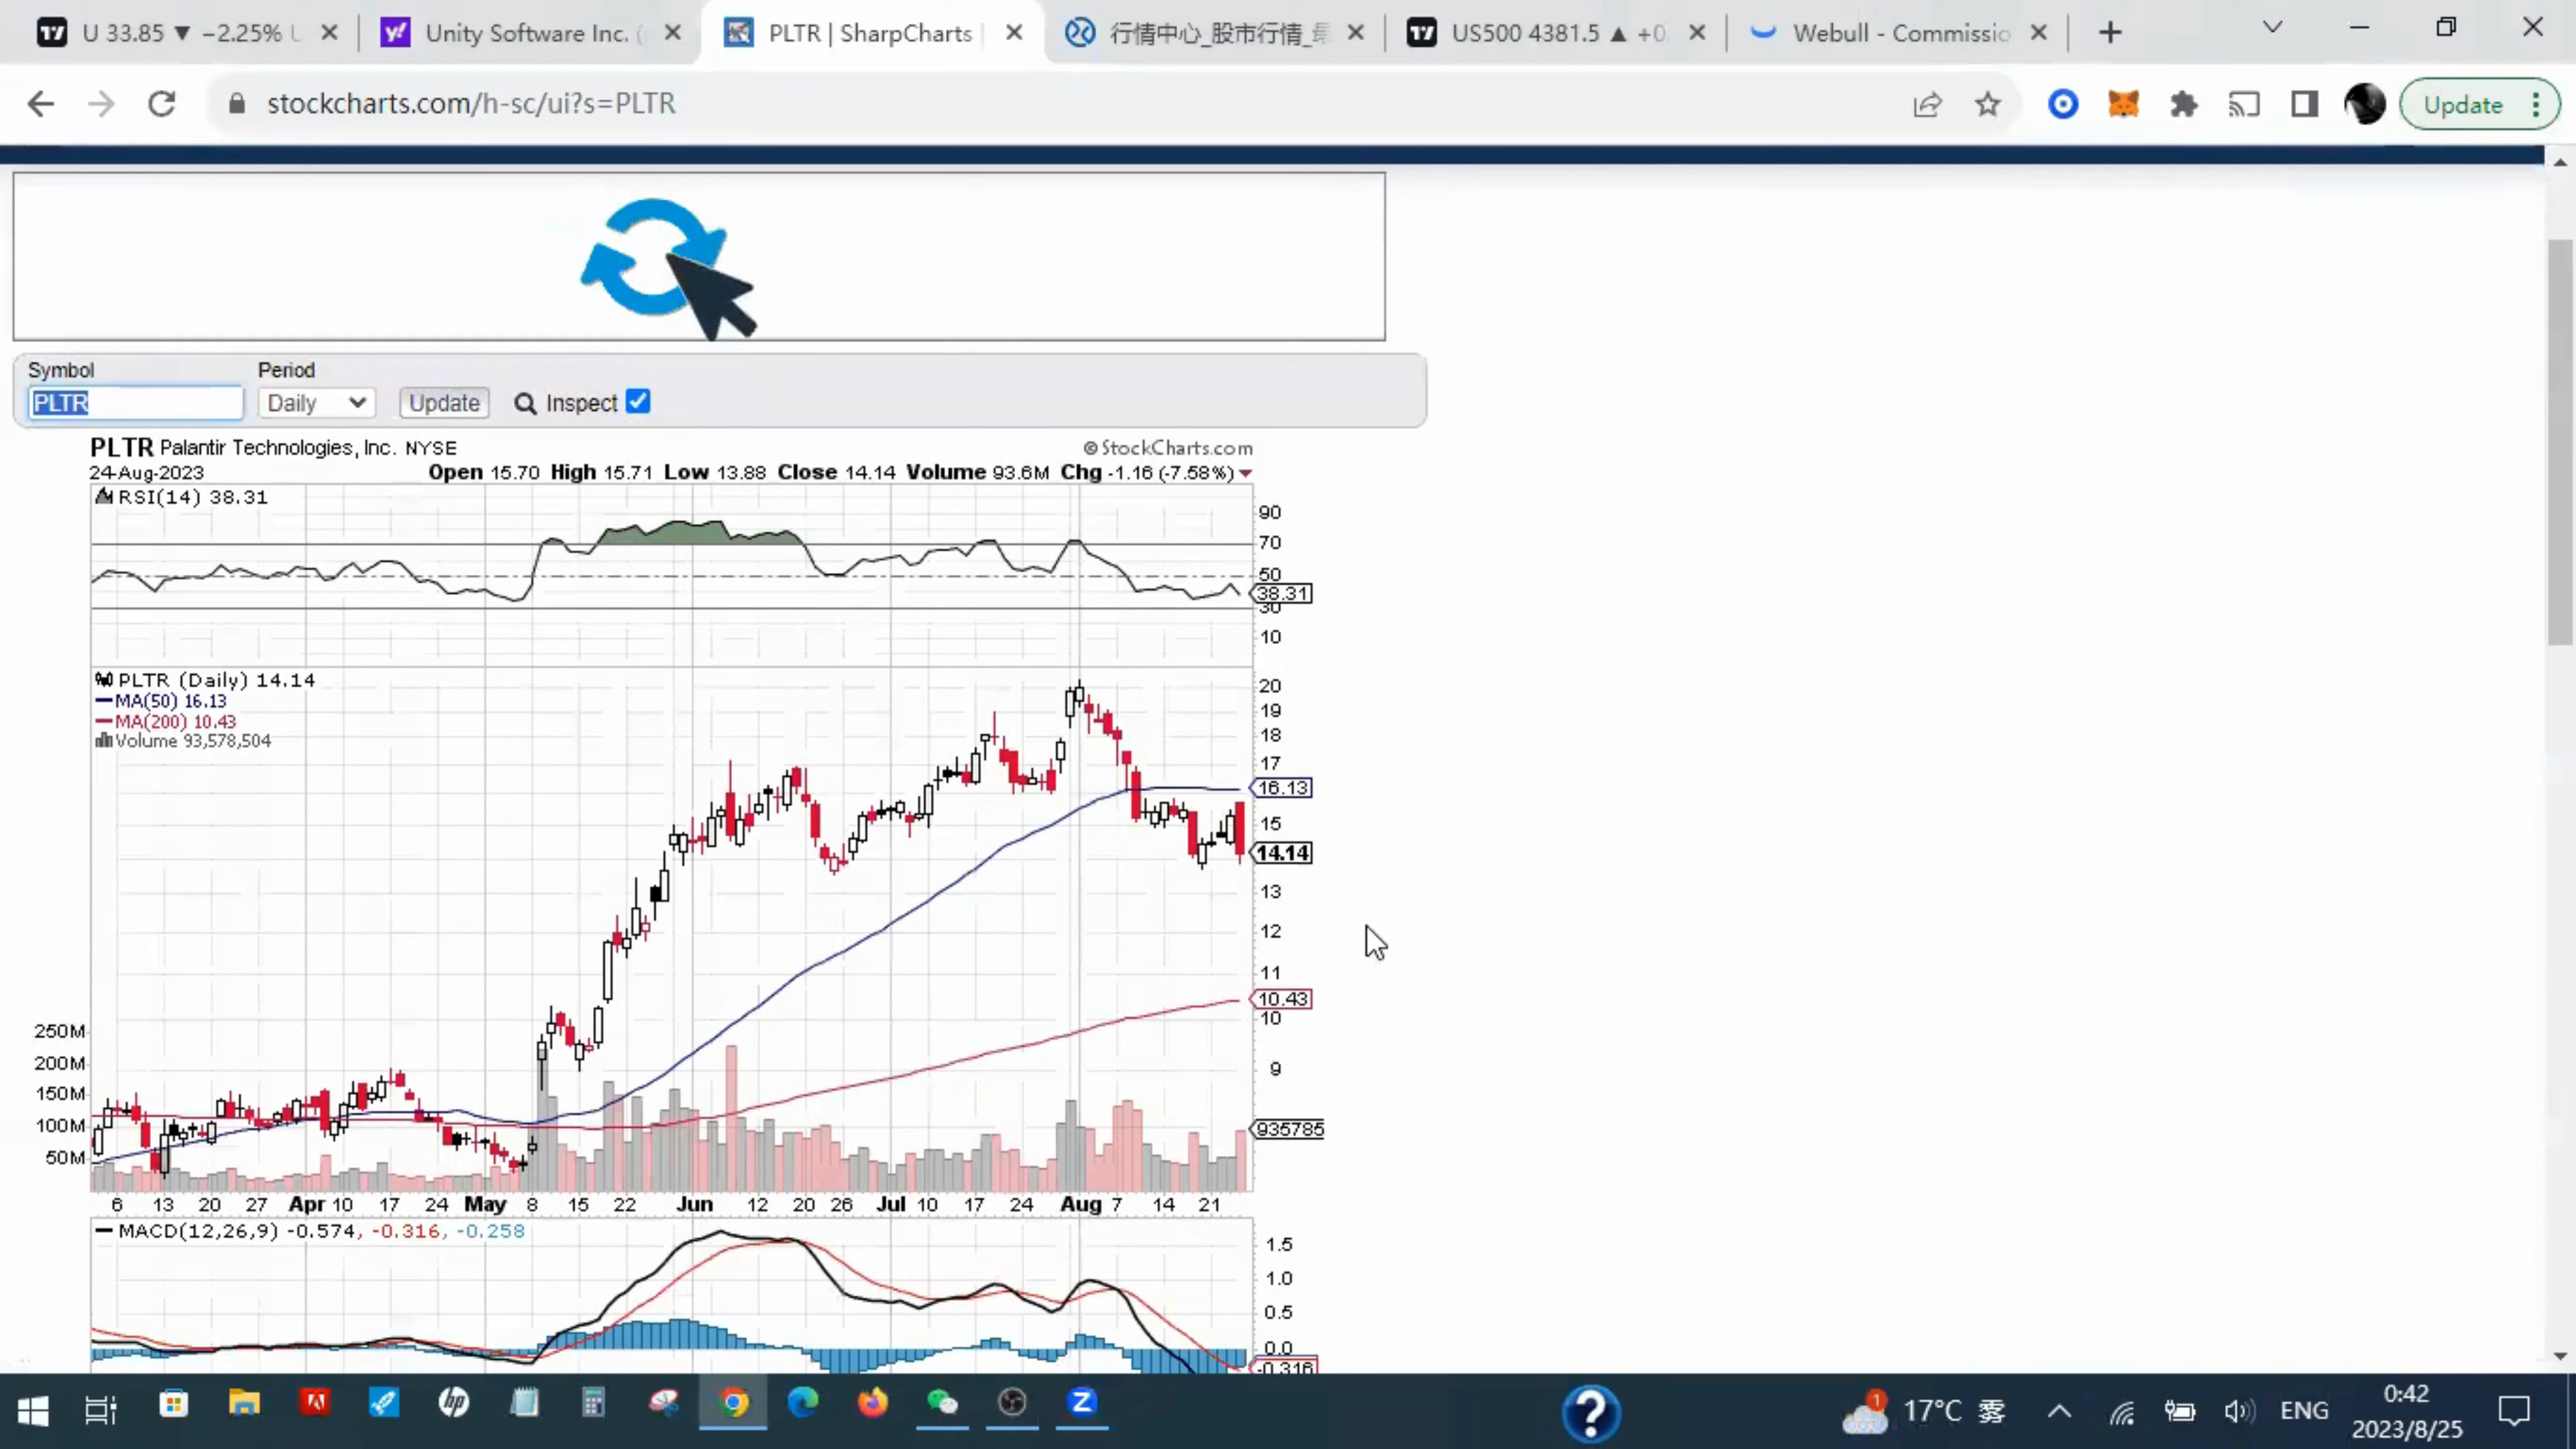 U 33.85 ▼ −2.25%
Unity Software Inc. (
PLTR | SharpCharts |
行情中心_股市行情_
US500 4381.5 ▲ +0
Webull - Commissio
stockcharts.com/h-sc/ui?s=PLTR
Update
Symbol
Period
PLTR
Daily
Update
Inspect
PLTR Palantir Technologies, Inc. NYSE
© StockCharts.com
24-Aug-2023
Open 15.70 High 15.71 Low 13.88 Close 14.14 Volume 93.6M Chg -1.16 (-7.58%)
RSI(14) 38.31
90
70
50
38.31
30
10
PLTR (Daily) 14.14
MA(50) 16.13
MA(200) 10.43
Volume 93,578,504
20
19
18
17
16.13
15
14.14
13
12
11
10.43
10
9
935785
250M
200M
150M
100M
50M
6 13 20 27 Apr 10 17 24 May 8 15 22 Jun 12 20 26 Jul 10 17 24 Aug 7 14 21
MACD(12,26,9) -0.574, -0.316, -0.258
1.5
1.0
0.5
0.0
-0.316
hp
Z
?
1
17°C 雾
ENG
0:42
2023/8/25